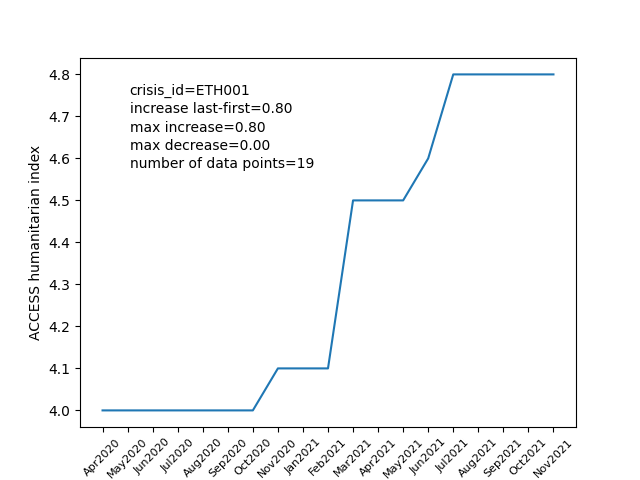 4.8
4.7
4.6
4.5
4.4
4.3
4.2
4.1
4.0
ACCESS humanitarian index
crisis_id=ETH001
increase last-first=0.80
max increase=0.80
max decrease=0.00
number of data points=19
Apr2020
May2020
Jun2020
Jul2020
Aug2020
Sep2020
Oct2020
Nov2020
Jan2021
Feb2021
Mar2021
Apr2021
May2021
Jun2021
Jul2021
Aug2021
Sep2021
Oct2021
Nov2021